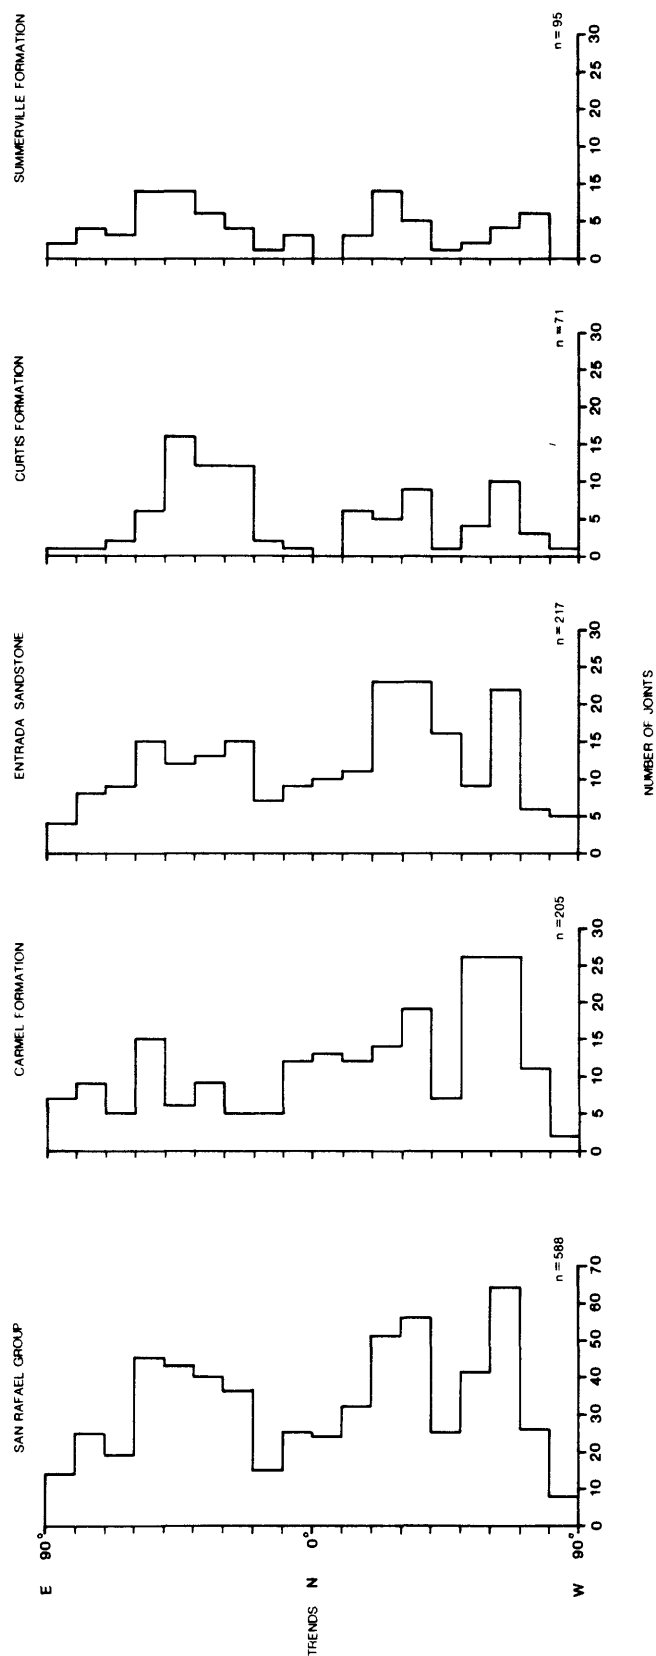 SAN RAFAEL GROUP
CARMEL FORMATION
ENTRADA SANDSTONE
CURTIS FORMATION
SUMMERVILLE FORMATION
E 90°
TRENDS N 0°
W 90°
n = 588
0 10 20 30 40 50 60 70
n = 205
0 5 10 15 20 25 30
n = 217
0 5 10 15 20 25 30
n = 71
0 5 10 15 20 25 30
n = 95
0 5 15 10 20 25 30
NUMBER OF JOINTS